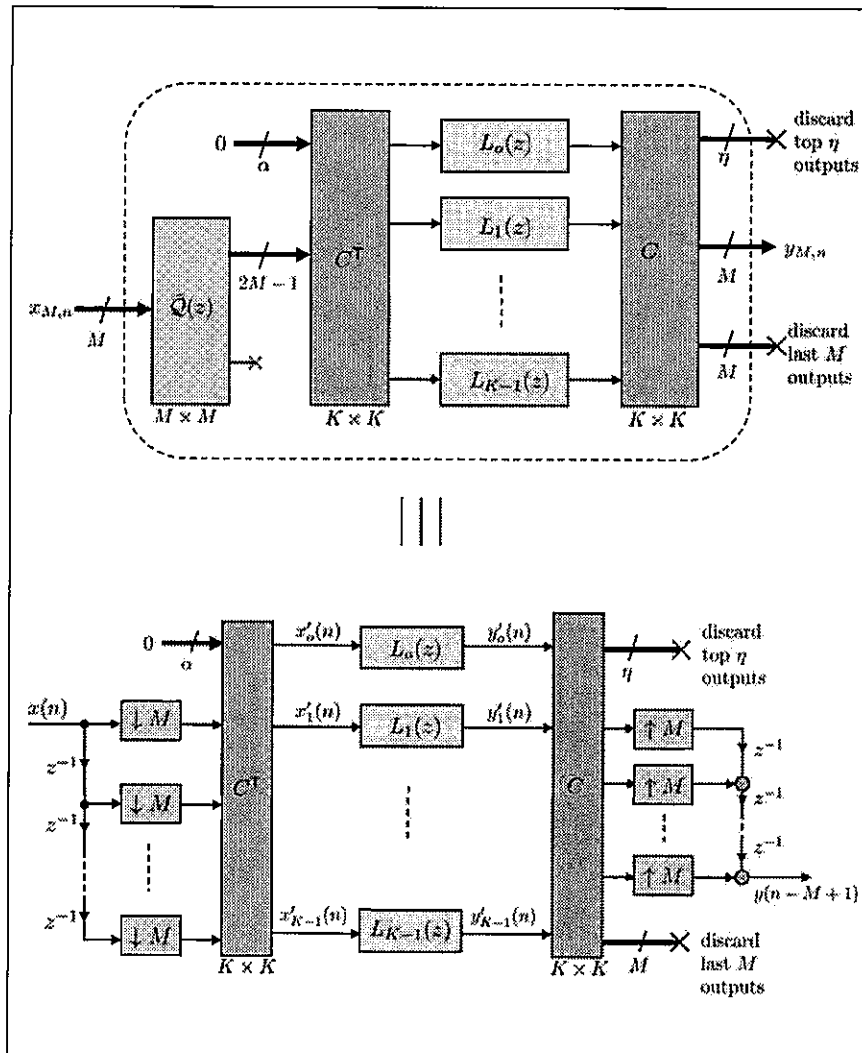 discard
top η
outputs
0
α
L_o(z)
η
L_1(z)
C^T
C
2M − 1
y_{M,n}
x_{M,n}
Q̄(z)
M
M
discard
last M
outputs
L_{K−1}(z)
M
M × M
K × K
K × K
0
α
x'_o(n)
L_o(z)
y'_o(n)
discard
top η
outputs
η
x(n)
↓ M
x'_1(n)
L_1(z)
y'_1(n)
↑ M
z^{−1}
z^{−1}
C^T
C
↓ M
↑ M
z^{−1}
z^{−1}
z^{−1}
↑ M
y(n − M + 1)
z^{−1}
↓ M
x'_{K−1}(n)
L_{K−1}(z)
y'_{K−1}(n)
K × K
K × K
M
discard
last M
outputs